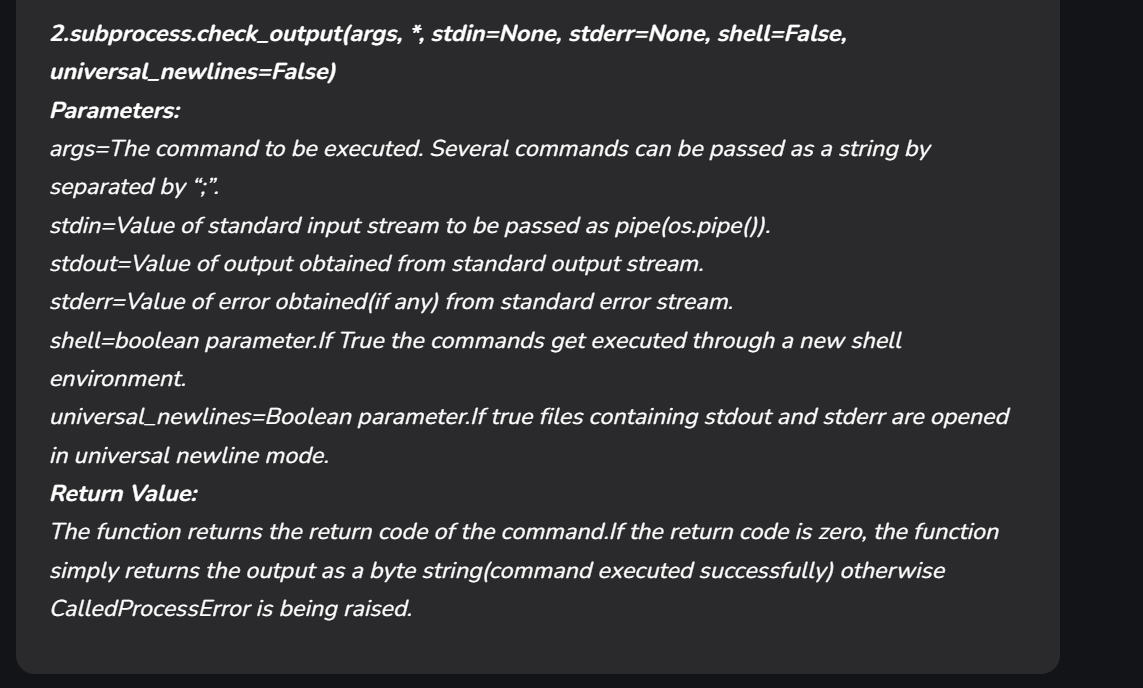 2.subprocess.check_output(args, *, stdin=None, stderr=None, shell=False,
universal_newlines=False)
Parameters:
args=The command to be executed. Several commands can be passed as a string by
separated by “;”.
stdin=Value of standard input stream to be passed as pipe(os.pipe()).
stdout=Value of output obtained from standard output stream.
stderr=Value of error obtained(if any) from standard error stream.
shell=boolean parameter.If True the commands get executed through a new shell
environment.
universal_newlines=Boolean parameter.If true files containing stdout and stderr are opened
in universal newline mode.
Return Value:
The function returns the return code of the command.If the return code is zero, the function
simply returns the output as a byte string(command executed successfully) otherwise
CalledProcessError is being raised.